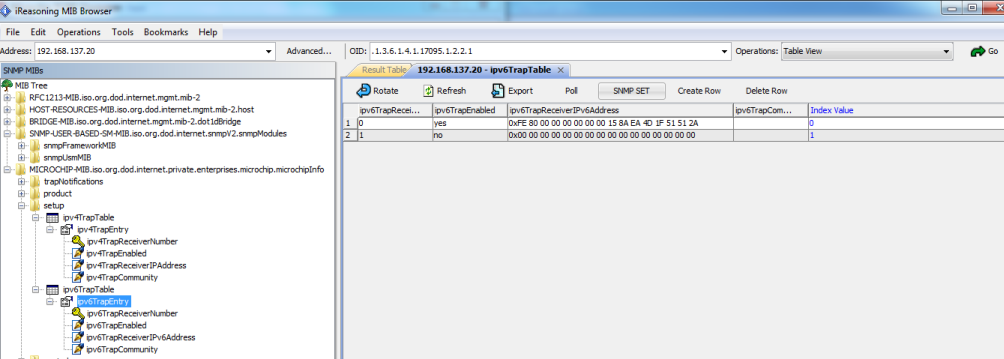 iReasoning MIB Browser
File Edit Operations Tools Bookmarks Help
Address: 192.168.137.20 Advanced... OID: .1.3.6.1.4.1.17095.1.2.2.1 Operations: Table View Go
SNMP MIBs
Result Table 192.168.137.20 - ipv6TrapTable
MIB Tree
RFC1213-MIB.iso.org.dod.internet.mgmt.mib-2
HOST-RESOURCES-MIB.iso.org.dod.internet.mgmt.mib-2.host
BRIDGE-MIB.iso.org.dod.internet.mgmt.mib-2.dot1dBridge
SNMP-USER-BASED-SM-MIB.iso.org.dod.internet.snmpV2.snmpModules
snmpFrameworkMIB
snmpUsmMIB
MICROCHIP-MIB.iso.org.dod.internet.private.enterprises.microchip.microchipInfo
trapNotifications
product
setup
ipv4TrapTable
ipv4TrapEntry
ipv4TrapReceiverNumber
ipv4TrapEnabled
ipv4TrapReceiverIPAddress
ipv4TrapCommunity
ipv6TrapTable
ipv6TrapEntry
ipv6TrapReceiverNumber
ipv6TrapEnabled
ipv6TrapReceiverIPv6Address
ipv6TrapCommunity
Rotate Refresh Export Poll SNMP SET Create Row Delete Row
ipv6TrapRecei... ipv6TrapEnabled ipv6TrapReceiverIPv6Address ipv6TrapCom... Index Value
1 0 yes 0xFE 80 00 00 00 00 00 00 15 8A EA 4D 1F 51 51 2A 0
2 1 no 0x00 00 00 00 00 00 00 00 00 00 00 00 00 00 00 00 1